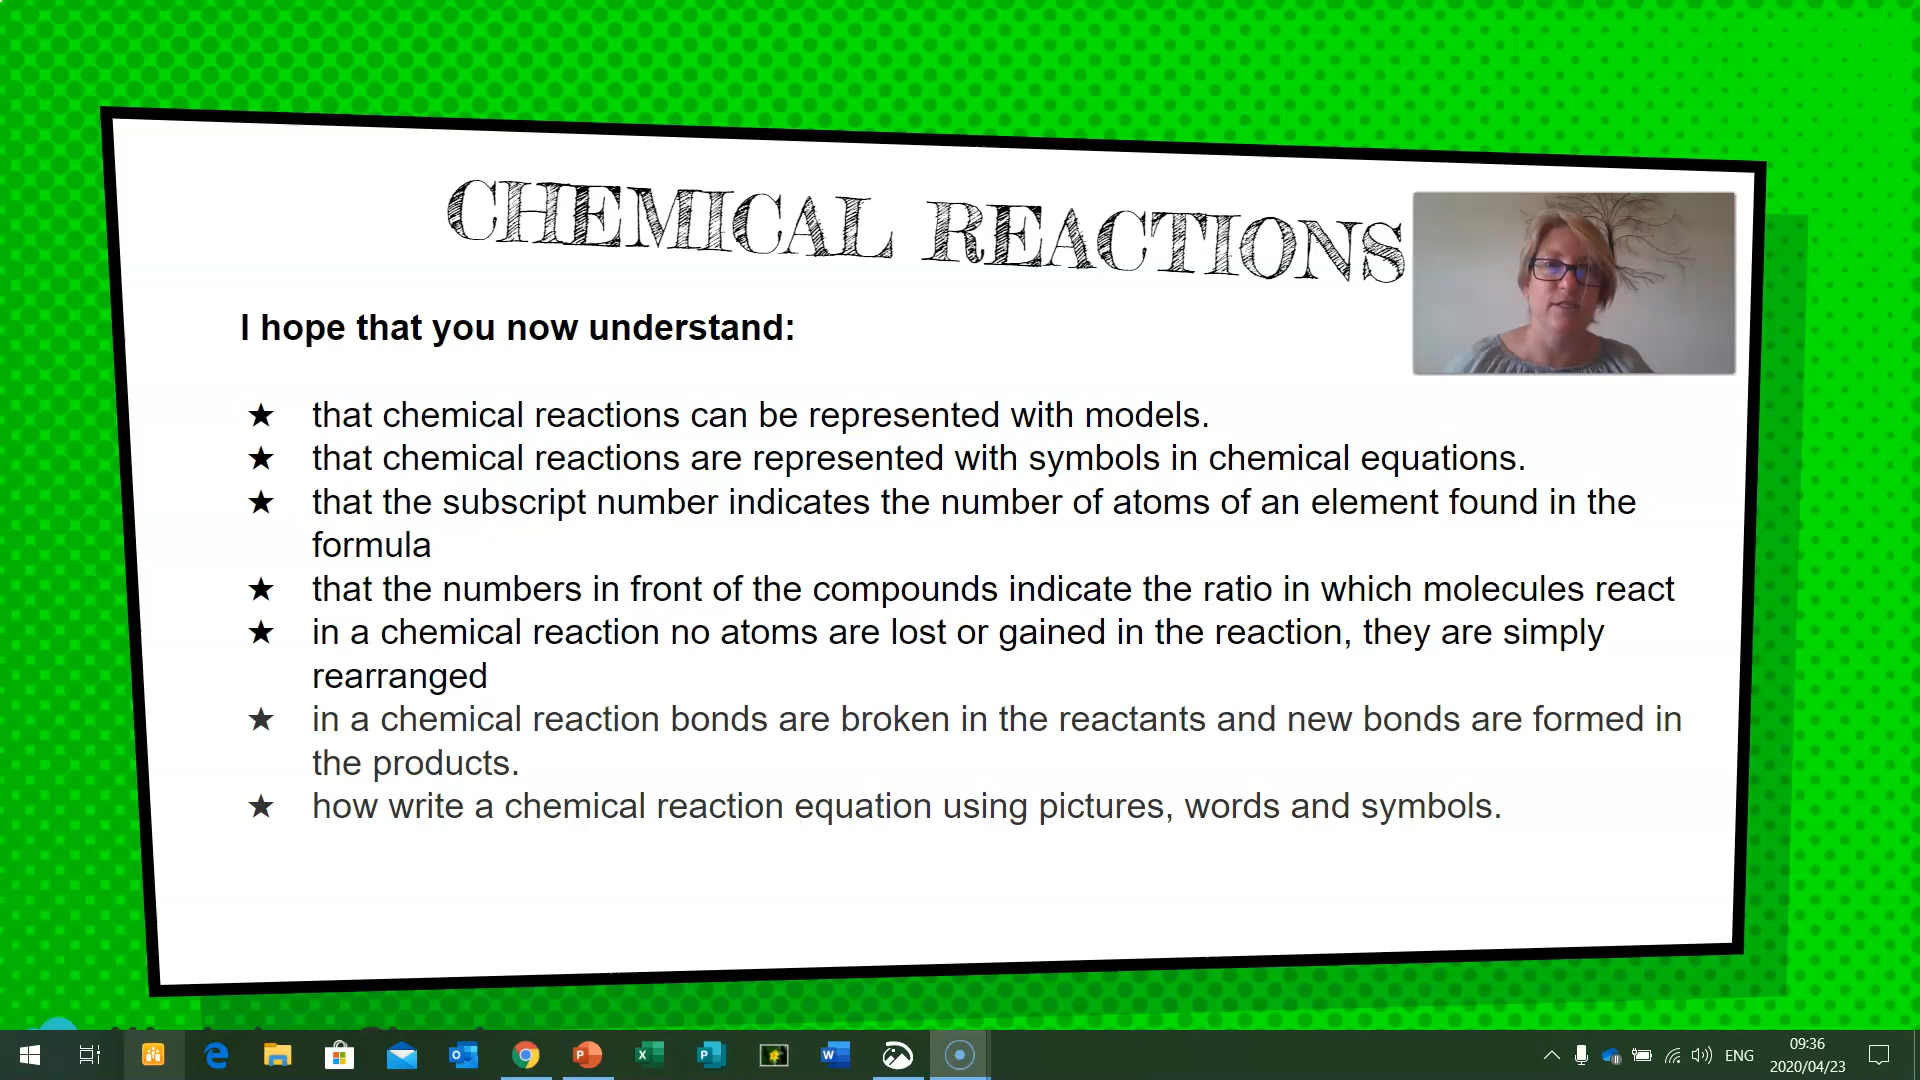 CHEMICAL REACTIONS
I hope that you now understand:
★ that chemical reactions can be represented with models.
★ that chemical reactions are represented with symbols in chemical equations.
★ that the subscript number indicates the number of atoms of an element found in the
formula
★ that the numbers in front of the compounds indicate the ratio in which molecules react
★ in a chemical reaction no atoms are lost or gained in the reaction, they are simply
rearranged
★ in a chemical reaction bonds are broken in the reactants and new bonds are formed in
the products.
★ how write a chemical reaction equation using pictures, words and symbols.
ENG
09:36
2020/04/23